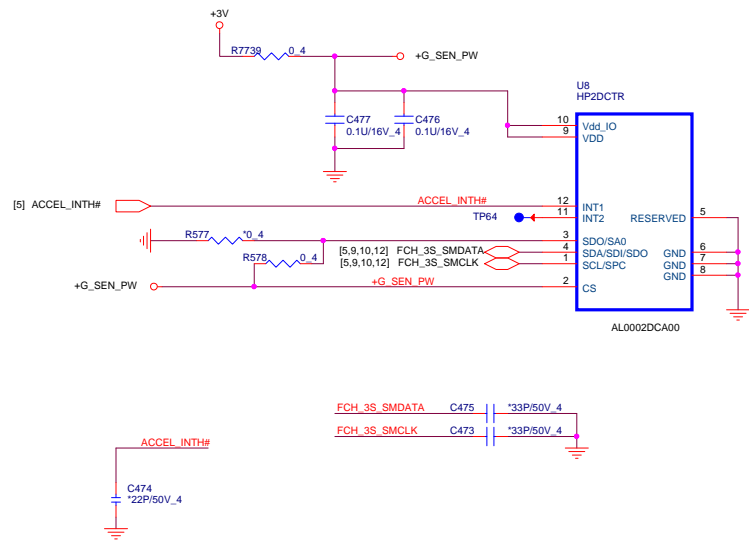 +3V
R7739 0_4
+G_SEN_PW
U8
HP2DCTR
C477
0.1U/16V_4
C476
0.1U/16V_4
10 Vdd_IO
9 VDD
[5] ACCEL_INTH#
ACCEL_INTH#
12 INT1
TP64
11 INT2
RESERVED 5
R577 *0_4
3 SDO/SA0
[5,9,10,12] FCH_3S_SMDATA
4 SDA/SDI/SDO
GND 6
R578 0_4
[5,9,10,12] FCH_3S_SMCLK
1 SCL/SPC
GND 7
GND 8
+G_SEN_PW
+G_SEN_PW
2 CS
AL0002DCA00
FCH_3S_SMDATA C475 *33P/50V_4
FCH_3S_SMCLK C473 *33P/50V_4
ACCEL_INTH#
C474
*22P/50V_4